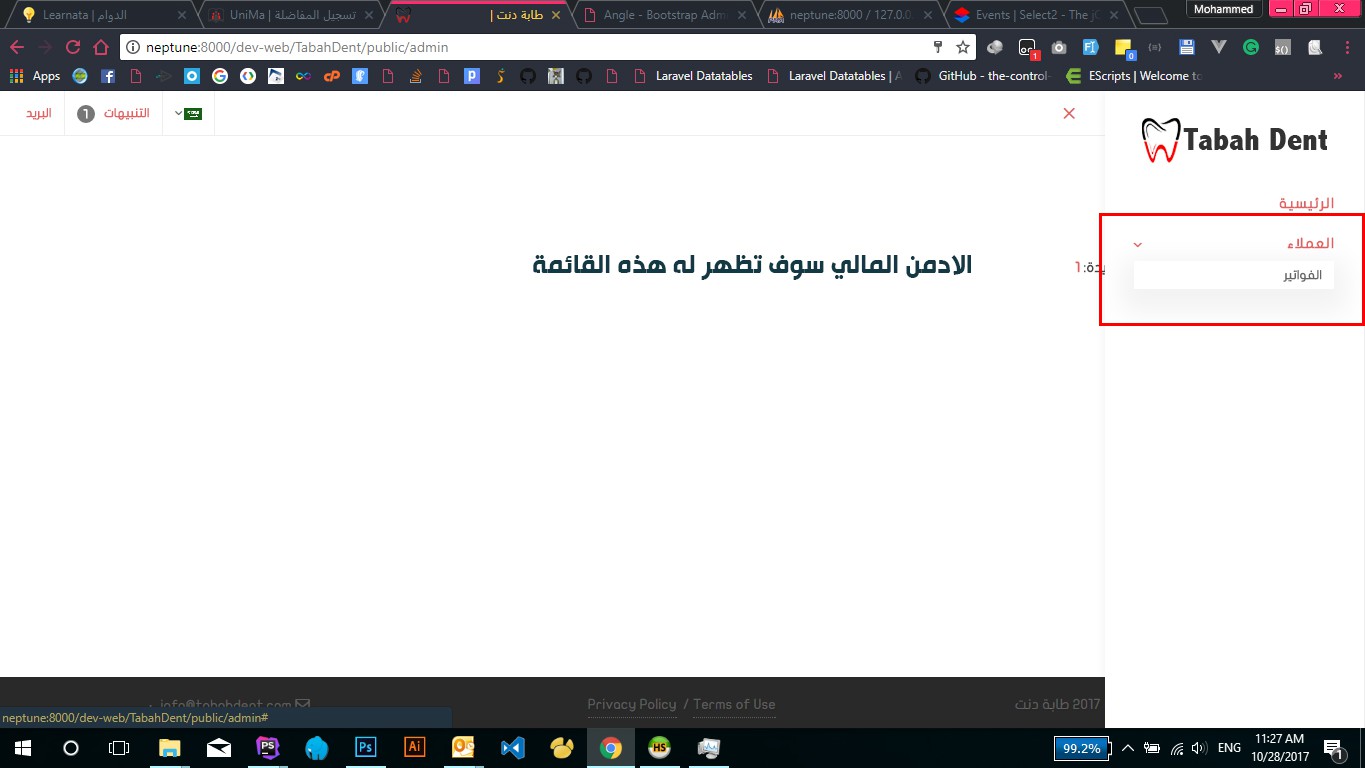 Learnata | الدوام
UniMa | تسجيل المفاضلة
طابة دنت |
Angle - Bootstrap Adm
neptune:8000 / 127.0.0.
Events | Select2 - The jQ
Mohammed
neptune:8000/dev-web/TabahDent/public/admin
1
0
Apps
Laravel Datatables
Laravel Datatables | A
GitHub - the-control-
EScripts | Welcome to
البريد
التنبيهات
1
Tabah Dent
الرئيسية
العملاء
الفواتير
الادمن المالي سوف تظهر له هذه القائمة
يدة: 1
info@tabahdent.com
Privacy Policy / Terms of Use
2017 طابة دنت
neptune:8000/dev-web/TabahDent/public/admin#
99.2%
ENG
11:27 AM
10/28/2017
1